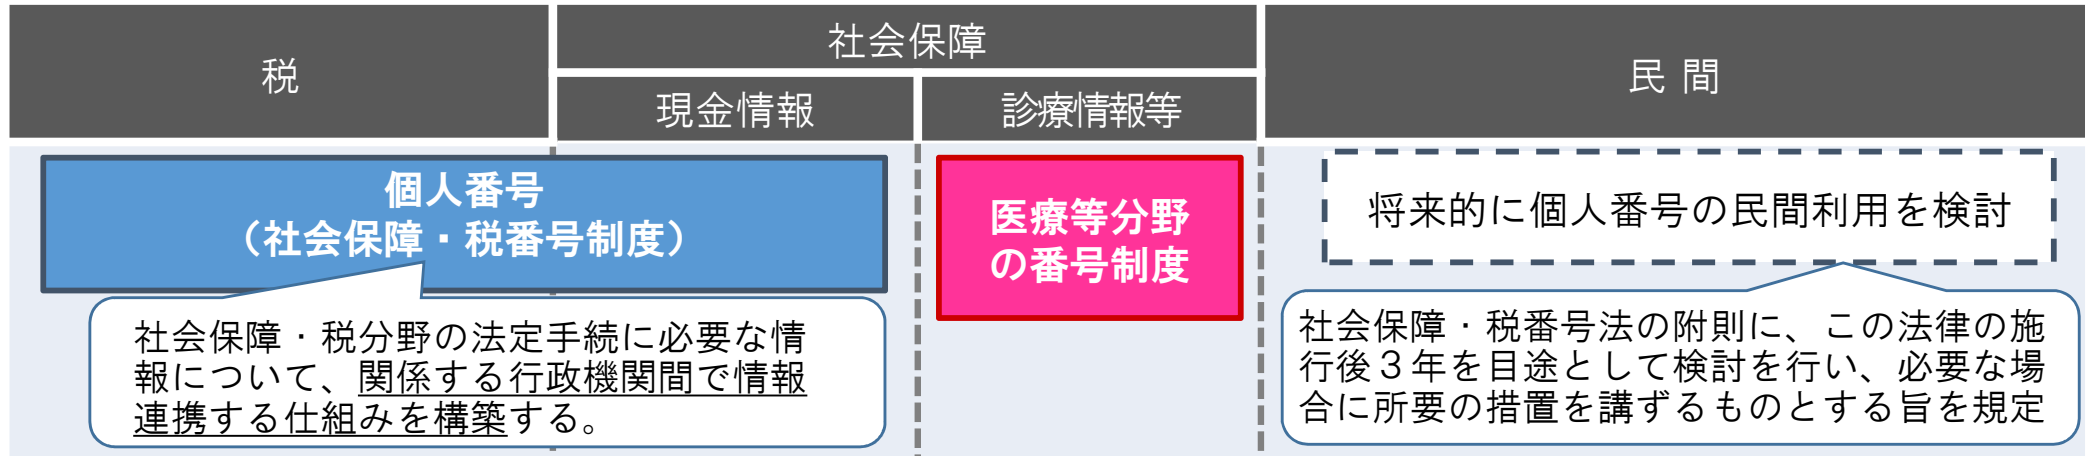 税
社会保障
民 間
現金情報
診療情報等
個人番号
（社会保障・税番号制度）
医療等分野
の番号制度
将来的に個人番号の民間利用を検討
社会保障・税分野の法定手続に必要な情
報について、関係する行政機関間で情報
連携する仕組みを構築する。
社会保障・税番号法の附則に、この法律の施
行後３年を目途として検討を行い、必要な場
合に所要の措置を講ずるものとする旨を規定